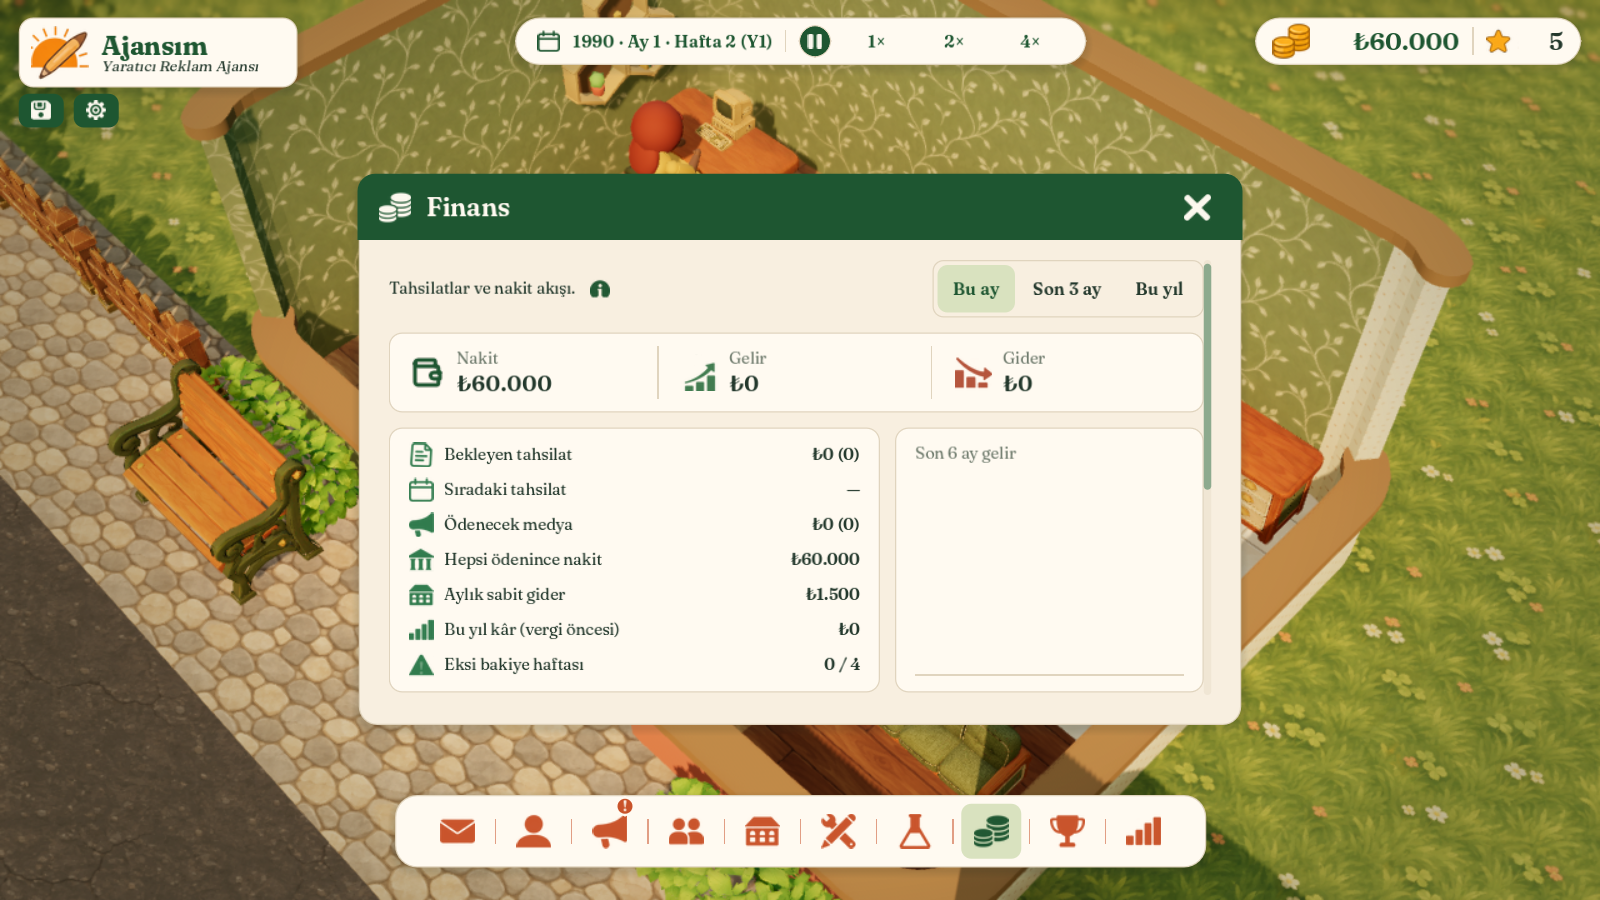 Ajansım
Yaratıcı Reklam Ajansı
1990 · Ay 1 · Hafta 2 (Y1)
1×
2×
4×
₺60.000
5
Finans
Tahsilatlar ve nakit akışı.
Bu ay
Son 3 ay
Bu yıl
Nakit
₺60.000
Gelir
₺0
Gider
₺0
Bekleyen tahsilat ₺0 (0)
Sıradaki tahsilat —
Ödenecek medya ₺0 (0)
Hepsi ödenince nakit ₺60.000
Aylık sabit gider ₺1.500
Bu yıl kâr (vergi öncesi) ₺0
Eksi bakiye haftası 0 / 4
Son 6 ay gelir